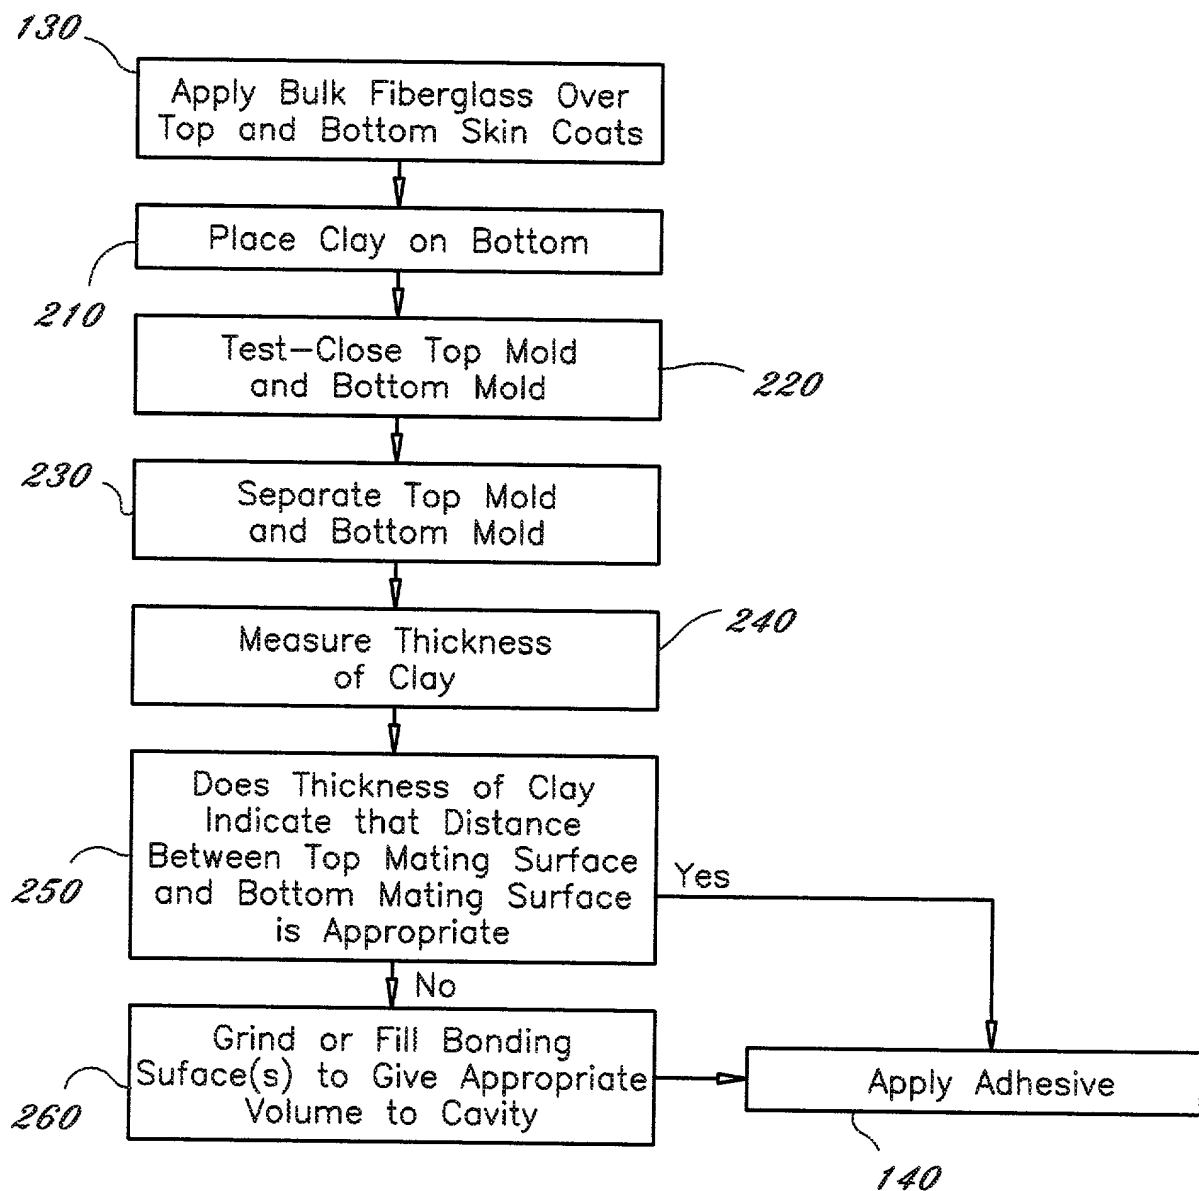 130
Apply Bulk Fiberglass Over
Top and Bottom Skin Coats
Place Clay on Bottom
210
Test-Close Top Mold
and Bottom Mold
220
230
Separate Top Mold
and Bottom Mold
240
Measure Thickness
of Clay
Does Thickness of Clay
Indicate that Distance
Between Top Mating Surface
and Bottom Mating Surface
is Appropriate
250
Yes
No
Grind or Fill Bonding
Suface(s) to Give Appropriate
Volume to Cavity
260
Apply Adhesive
140